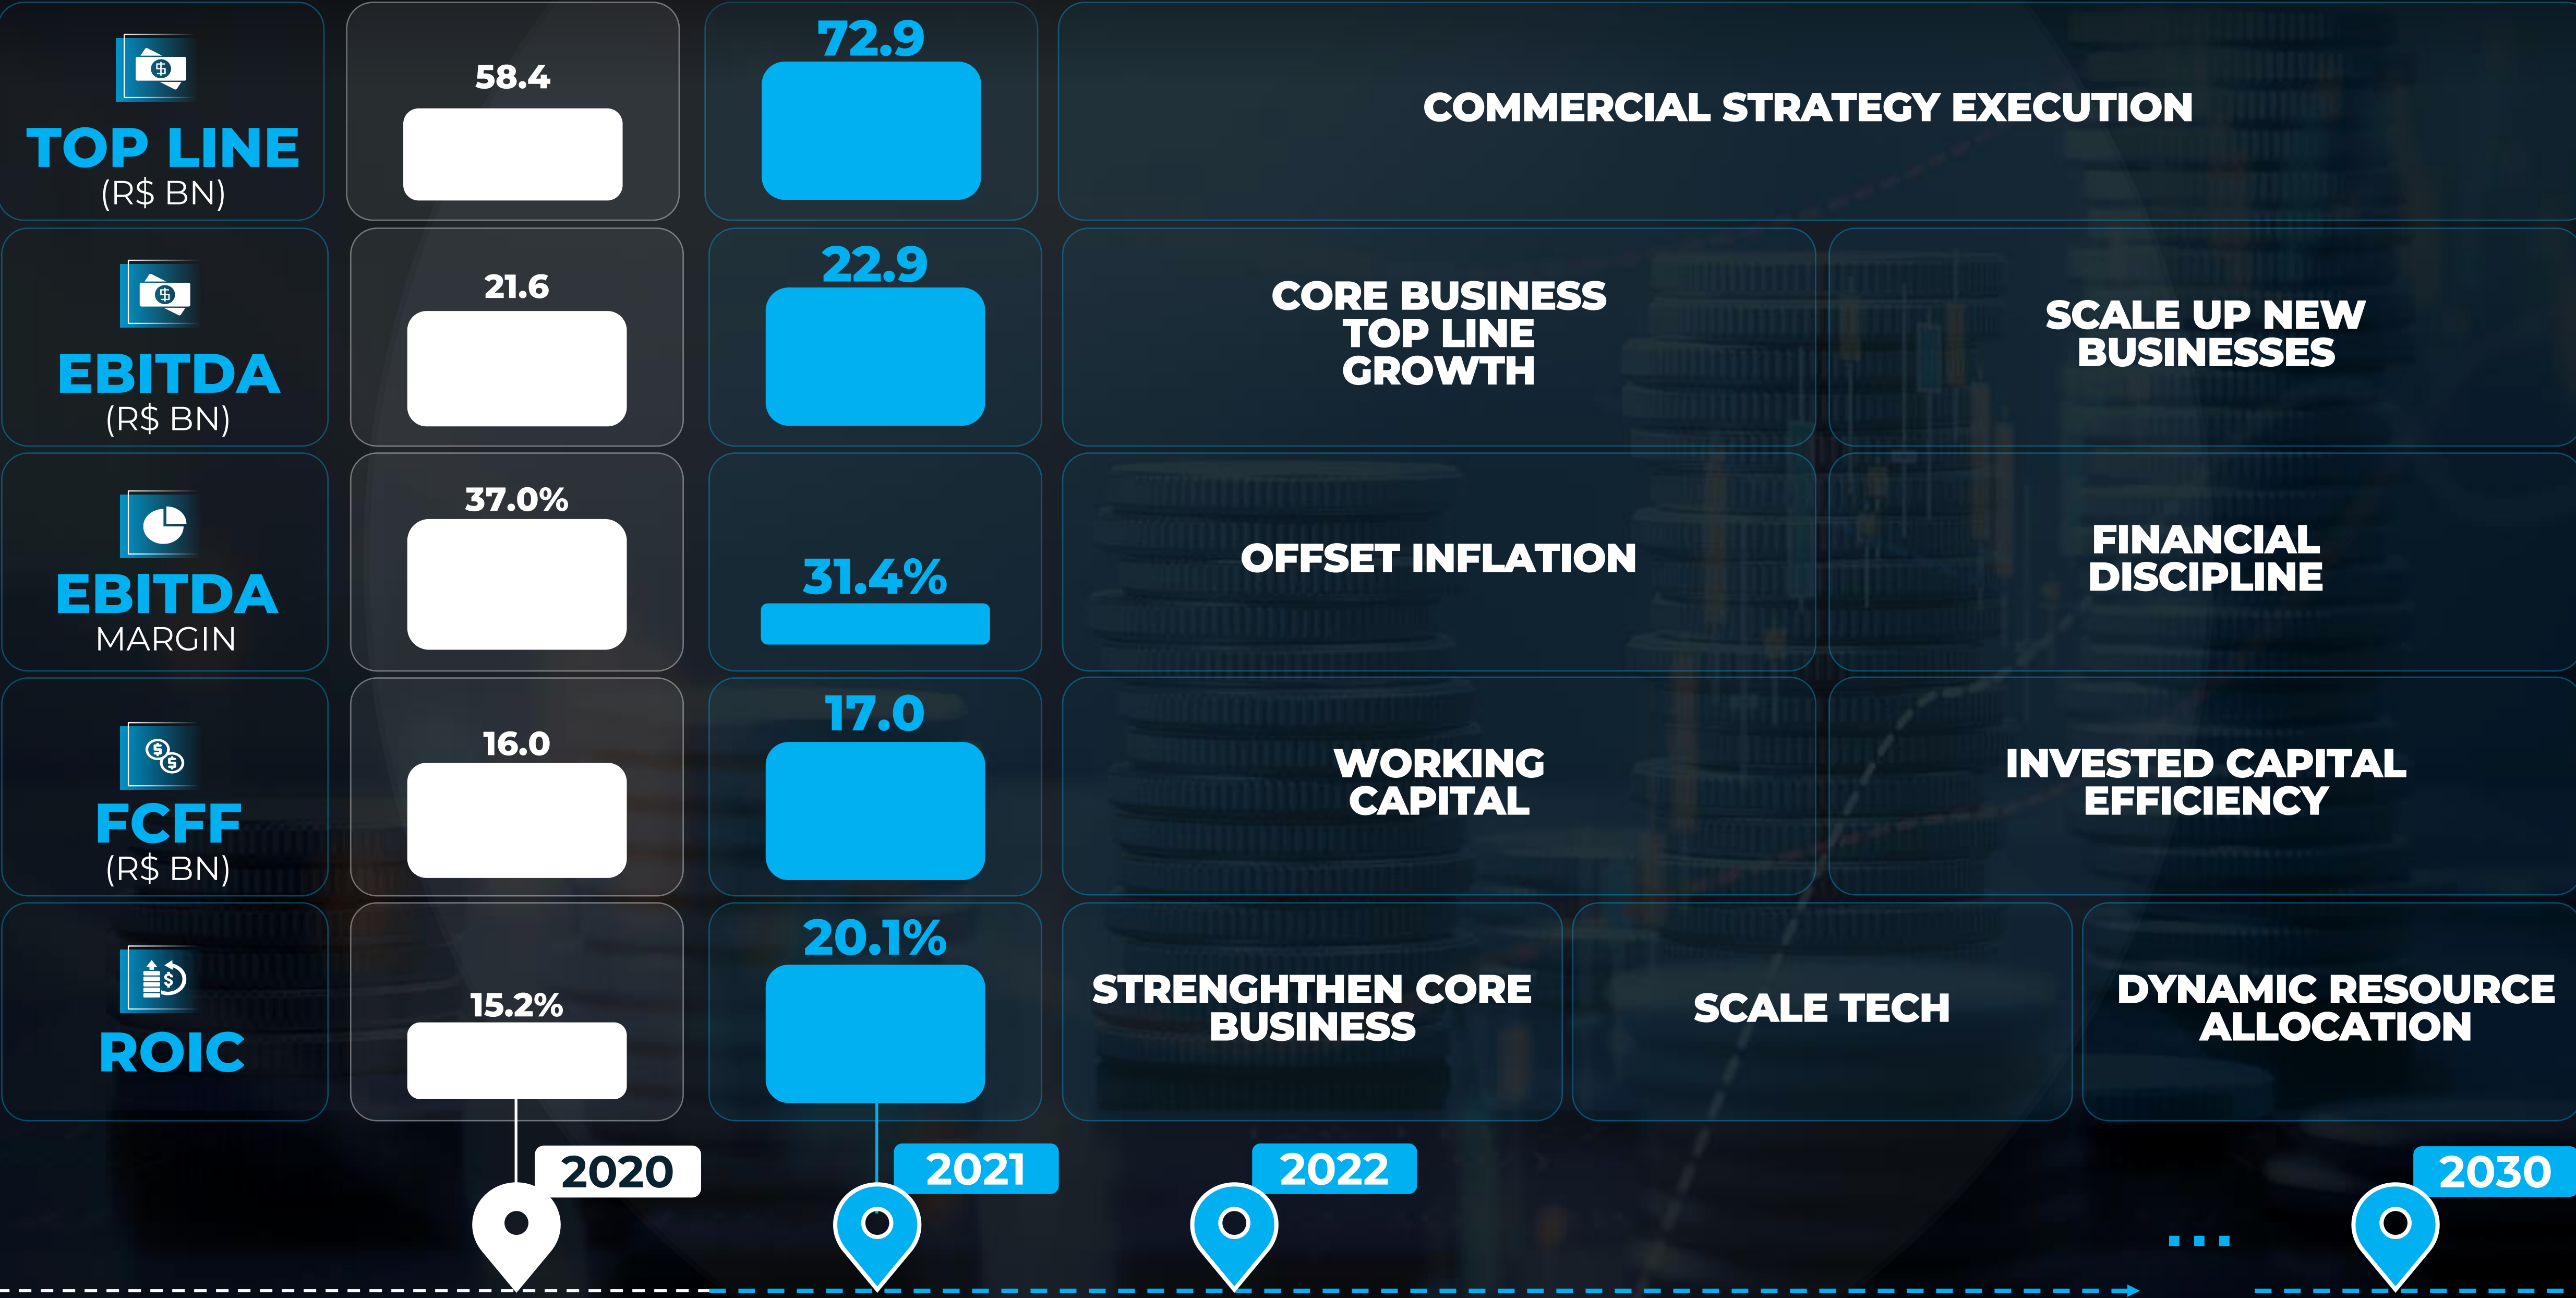 TOP LINE
(R$ BN)
58.4
72.9
COMMERCIAL STRATEGY EXECUTION
EBITDA
(R$ BN)
21.6
22.9
CORE BUSINESS
TOP LINE
GROWTH
SCALE UP NEW
BUSINESSES
EBITDA
MARGIN
37.0%
31.4%
OFFSET INFLATION
FINANCIAL
DISCIPLINE
FCFF
(R$ BN)
16.0
17.0
WORKING
CAPITAL
INVESTED CAPITAL
EFFICIENCY
ROIC
15.2%
20.1%
STRENGHTHEN CORE
BUSINESS
SCALE TECH
DYNAMIC RESOURCE
ALLOCATION
2020
2021
2022
...
2030